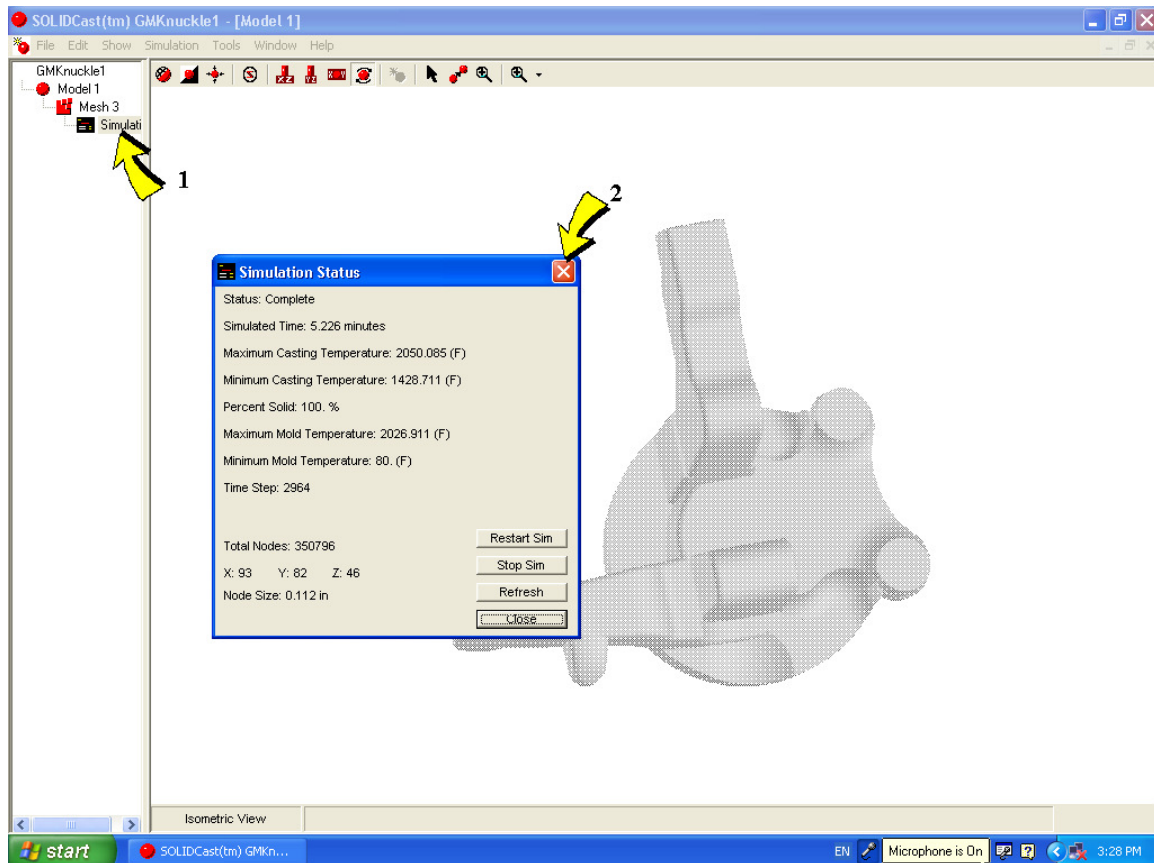 SOLIDCast(tm) GMKnuckle1 - [Model 1]
File Edit Show Simulation Tools Window Help
GMKnuckle1
Model 1
Mesh 3
Simulati
1
2
Simulation Status
Status: Complete
Simulated Time: 5.226 minutes
Maximum Casting Temperature: 2050.085 (F)
Minimum Casting Temperature: 1428.711 (F)
Percent Solid: 100. %
Maximum Mold Temperature: 2026.911 (F)
Minimum Mold Temperature: 80. (F)
Time Step: 2964
Total Nodes: 350796
X: 93 Y: 82 Z: 46
Node Size: 0.112 in
Restart Sim
Stop Sim
Refresh
Close
Isometric View
start
SOLIDCast(tm) GMKn...
EN
Microphone is On
3:28 PM